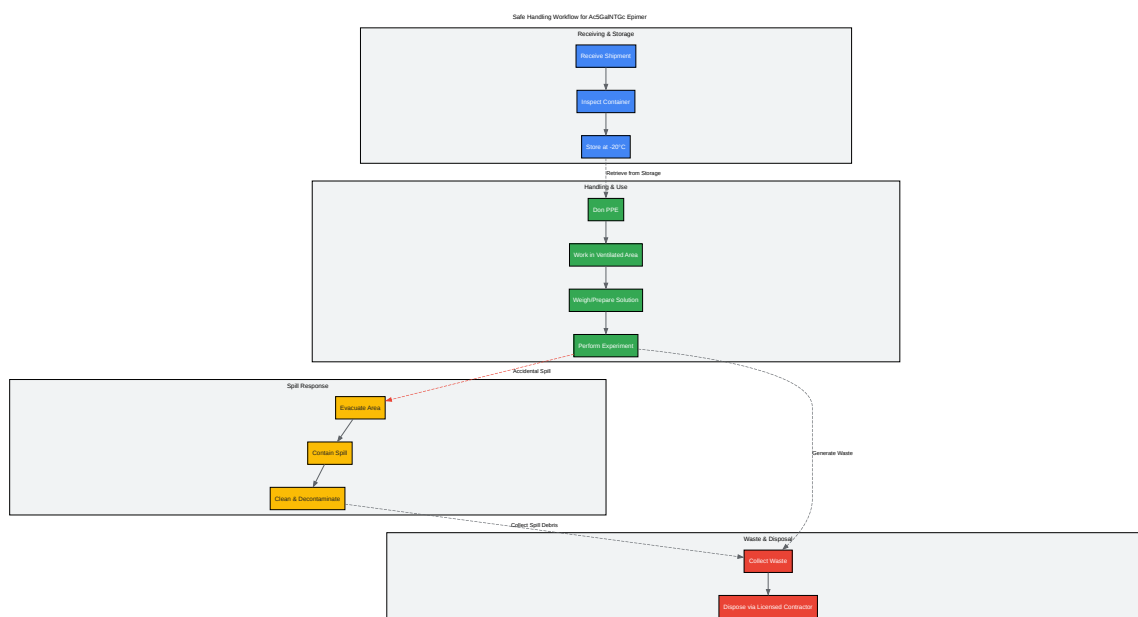 Safe Handling Workflow for Ac5GalNTGc Epimer
Receiving & Storage
Receive Shipment
Inspect Container
Store at -20°C
Retrieve from Storage
Handling & Use
Don PPE
Work in Ventilated Area
Weigh/Prepare Solution
Perform Experiment
Accidental Spill
Spill Response
Evacuate Area
Contain Spill
Generate Waste
Clean & Decontaminate
Collect Spill Debris
Waste & Disposal
Collect Waste
Dispose via Licensed Contractor